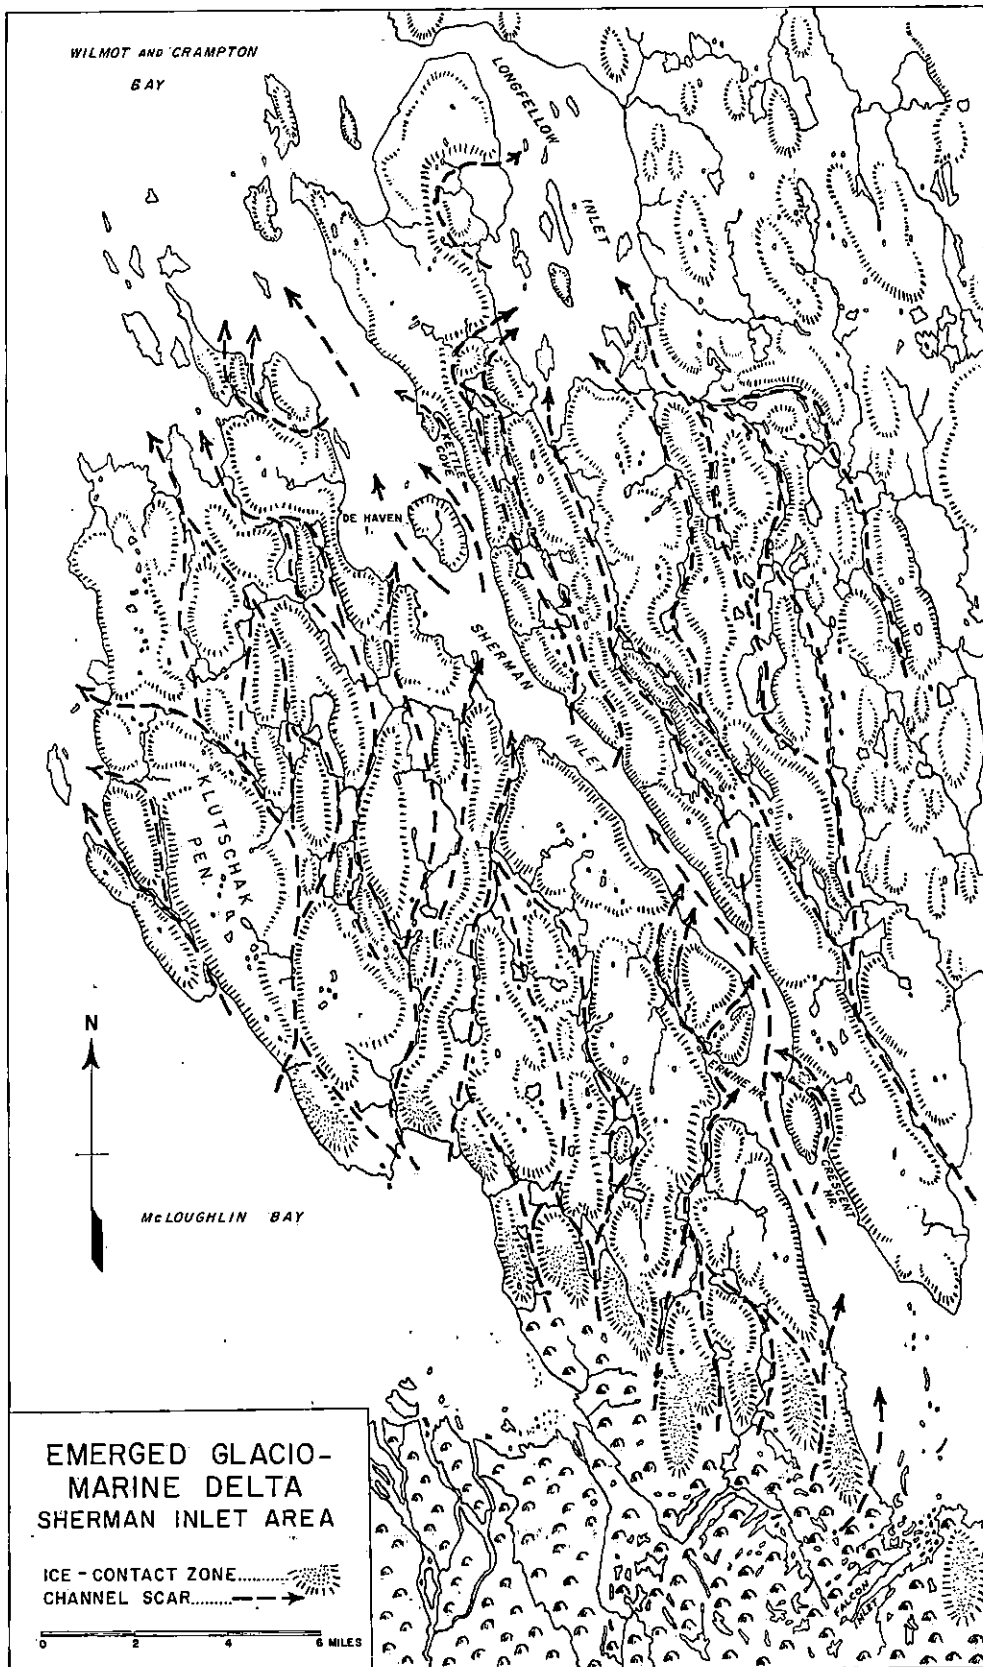 WILMOT AND CRAMPTON
BAY
LONGFELLOW
INLET
KETTLE
COVE
DE HAVEN
I.
SHERMAN
INLET
KLUTSCHAK
PEN.
N
ERMINE HR.
CRESCENT
HR.
McLOUGHLIN BAY
FALCON
INLET
EMERGED GLACIO-
MARINE DELTA
SHERMAN INLET AREA
ICE-CONTACT ZONE
CHANNEL SCAR
0 2 4 6 MILES